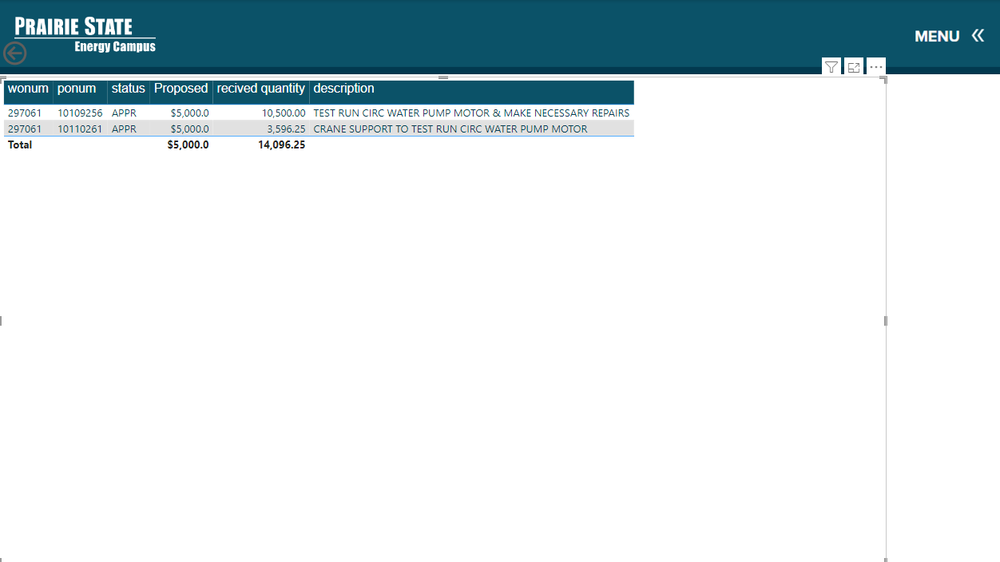 PRAIRIE STATE
Energy Campus
MENU
wonum ponum status Proposed recived quantity description
297061 10109256 APPR $5,000.0 10,500.00 TEST RUN CIRC WATER PUMP MOTOR & MAKE NECESSARY REPAIRS
297061 10110261 APPR $5,000.0 3,596.25 CRANE SUPPORT TO TEST RUN CIRC WATER PUMP MOTOR
Total $5,000.0 14,096.25